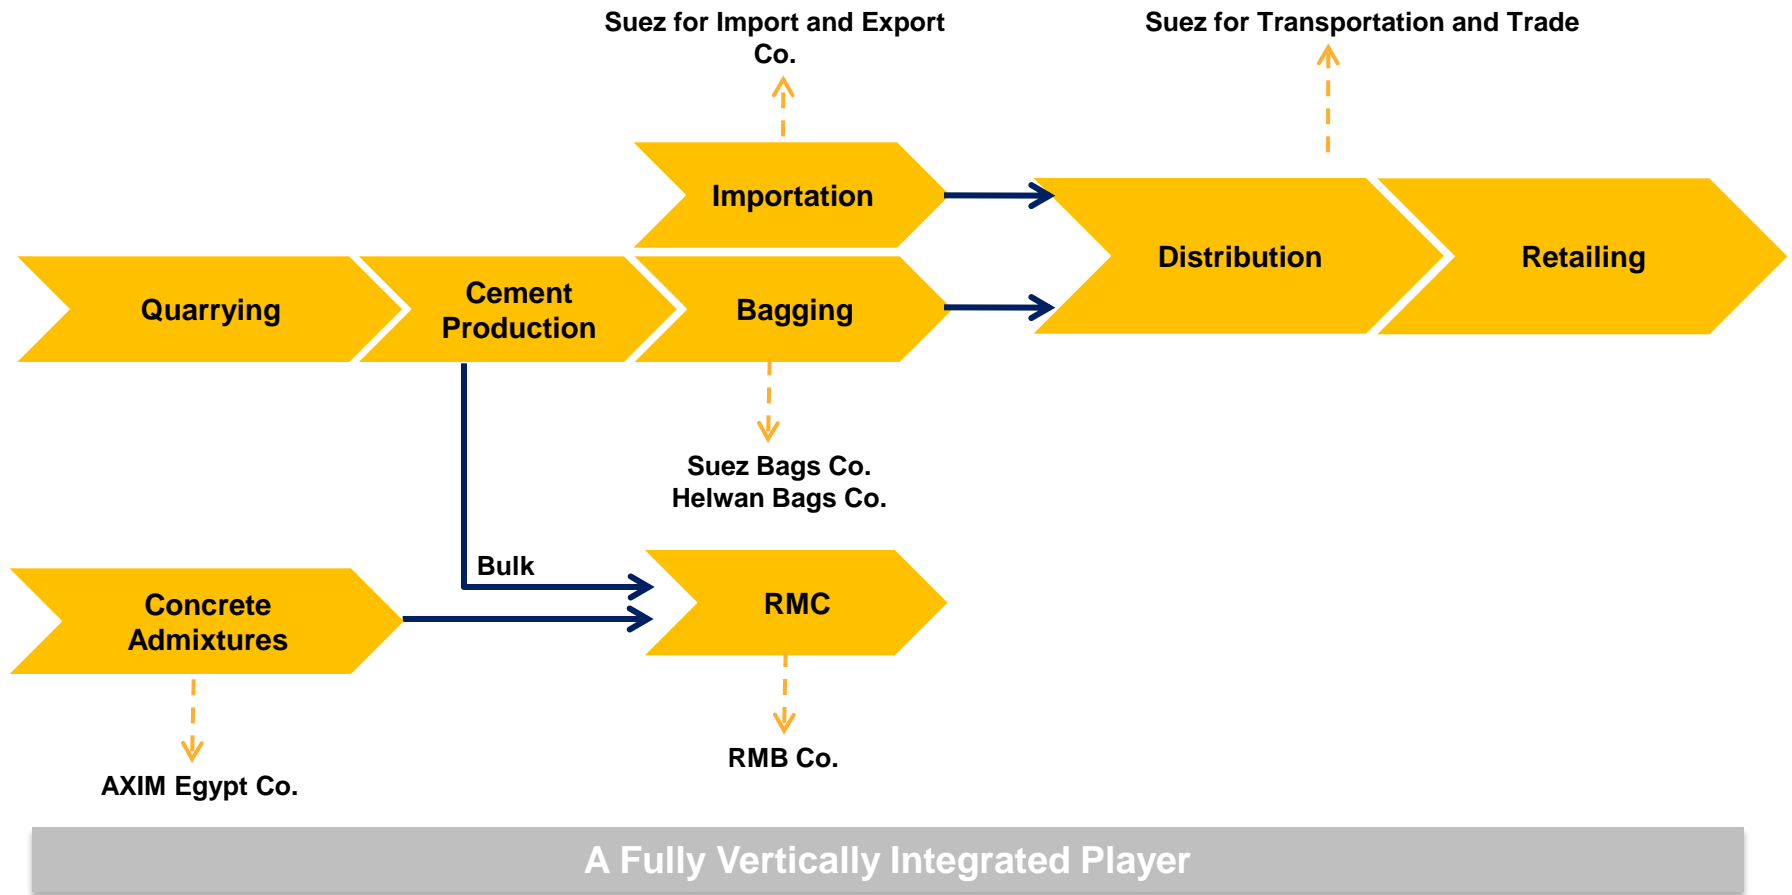 Suez for Import and Export
Co.
Suez for Transportation and Trade
Importation
Distribution
Retailing
Quarrying
Cement
Production
Bagging
Suez Bags Co.
Helwan Bags Co.
Bulk
Concrete
Admixtures
RMC
RMB Co.
AXIM Egypt Co.
A Fully Vertically Integrated Player